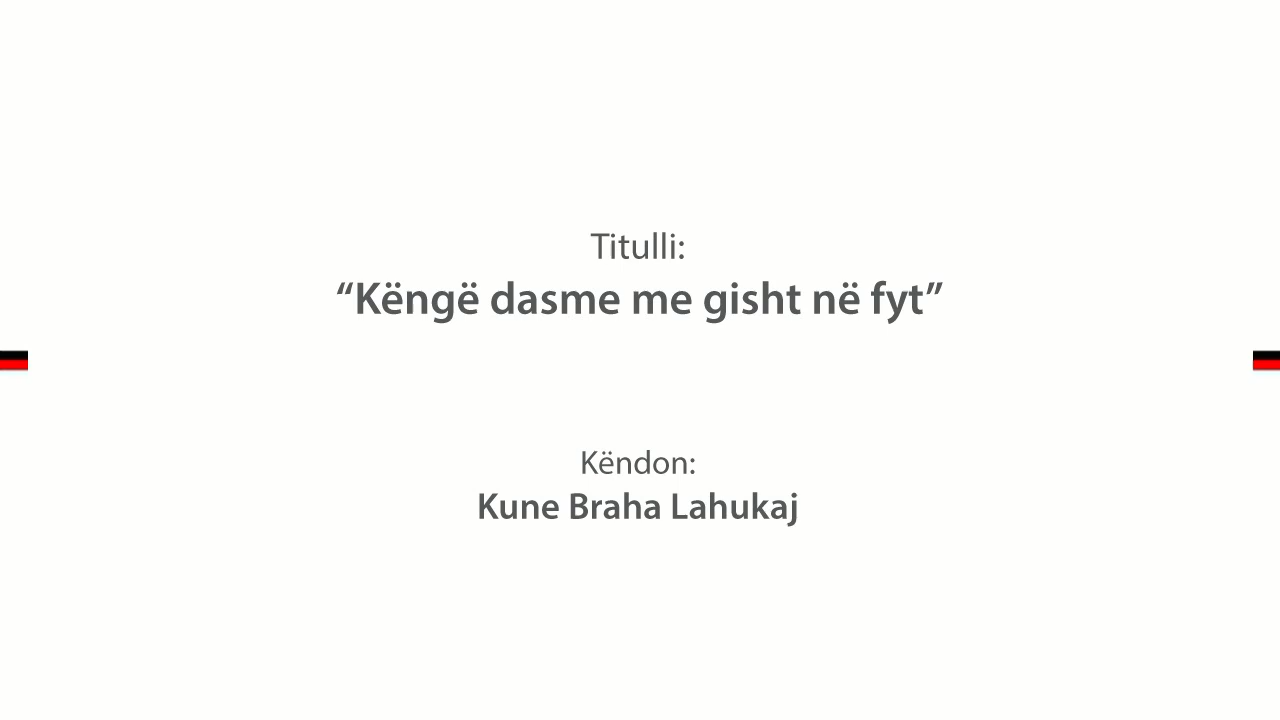 Titulli:
“Këngë dasme me gisht në fyt”
Këndon:
Kune Braha Lahukaj